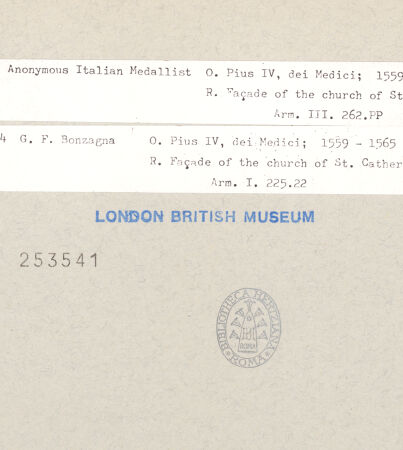 Anonymous Italian Medallist O. Pius IV, dei Medici; 1559
R. Façade of the church of St
Arm. III. 262.PP
4 G. F. Bonzagna O. Pius IV, dei Medici; 1559 - 1565
R. Façade of the church of St. Cather
Arm. I. 225.22
LONDON BRITISH MUSEUM
253541
BIBLIOTHECA HERTZIANA
ROMA
ROMA